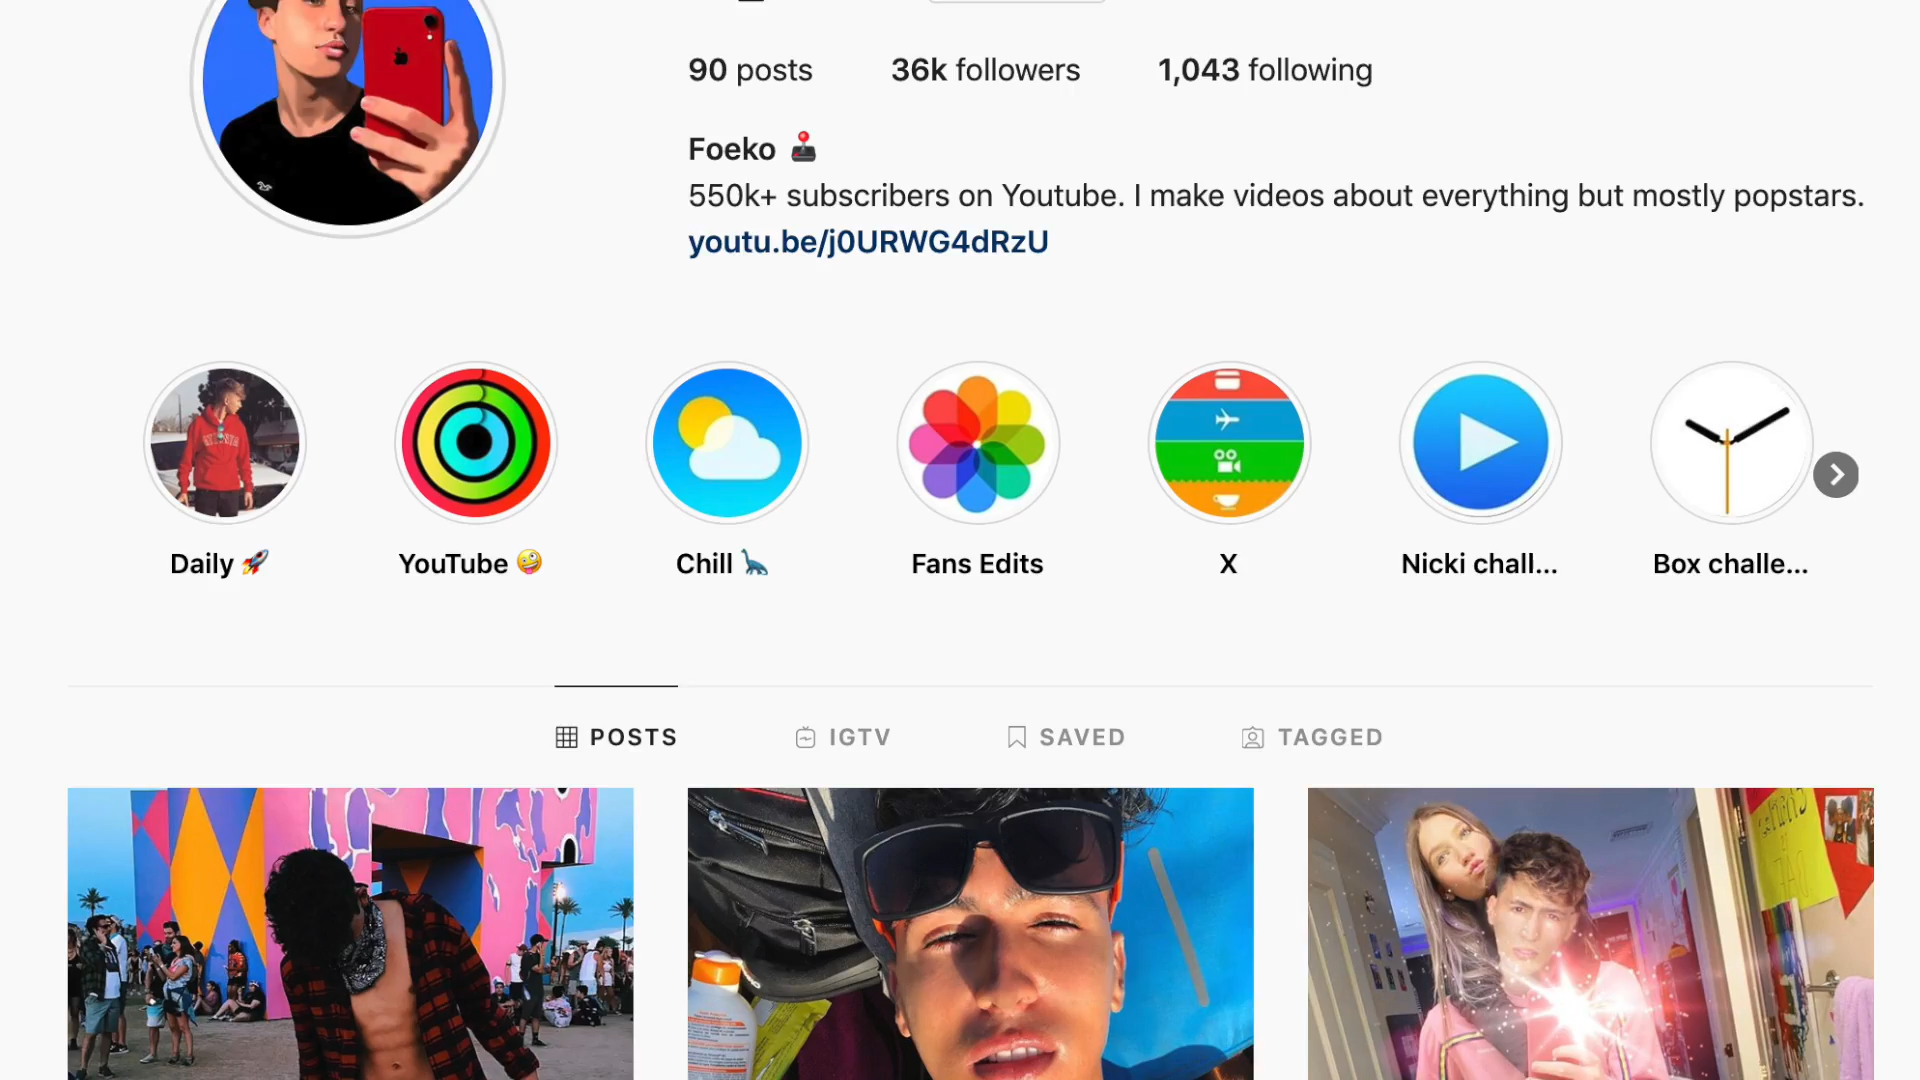 90 posts 36k followers 1,043 following
Foeko 🕹️
550k+ subscribers on Youtube. I make videos about everything but mostly popstars.
youtu.be/j0URWG4dRzU
Daily 🚀 YouTube 🤪 Chill 🦕 Fans Edits X Nicki chall... Box challe...
POSTS IGTV SAVED TAGGED